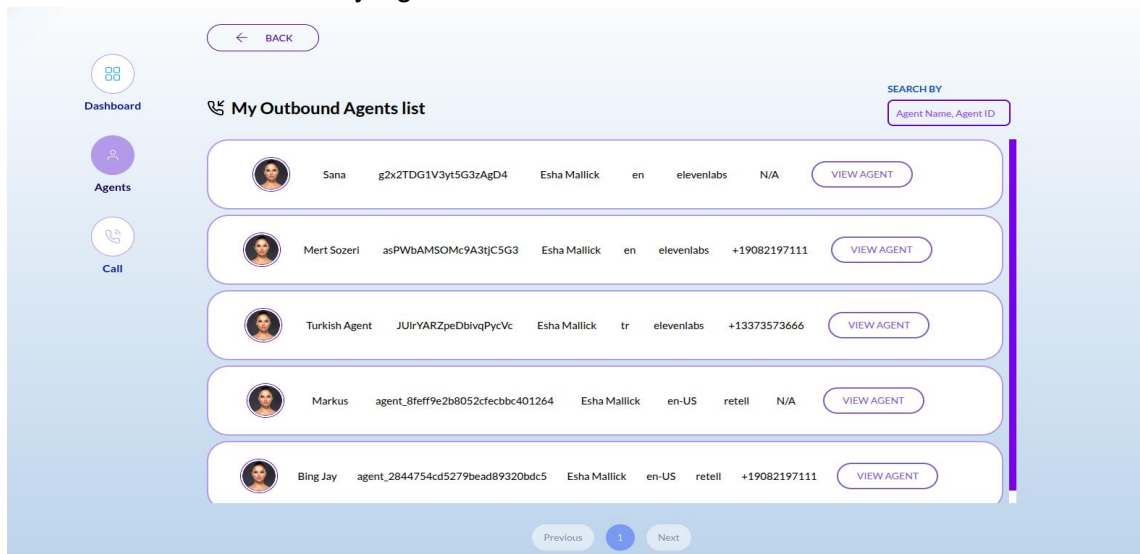 BACK
Dashboard
Agents
Call
My Outbound Agents list
SEARCH BY
Agent Name, Agent ID
Sana g2x2TDG1V3yt5G3zAgD4 Esha Mallick en elevenlabs N/A VIEW AGENT
Mert Sozeri asPWbAMSOMc9A3tjC5G3 Esha Mallick en elevenlabs +19082197111 VIEW AGENT
Turkish Agent JUIrYARZpeDbivqPycVc Esha Mallick tr elevenlabs +13373573666 VIEW AGENT
Markus agent_8feff9e2b8052cfecbbc401264 Esha Mallick en-US retell N/A VIEW AGENT
Bing Jay agent_2844754cd5279bead89320bdc5 Esha Mallick en-US retell +19082197111 VIEW AGENT
Previous 1 Next